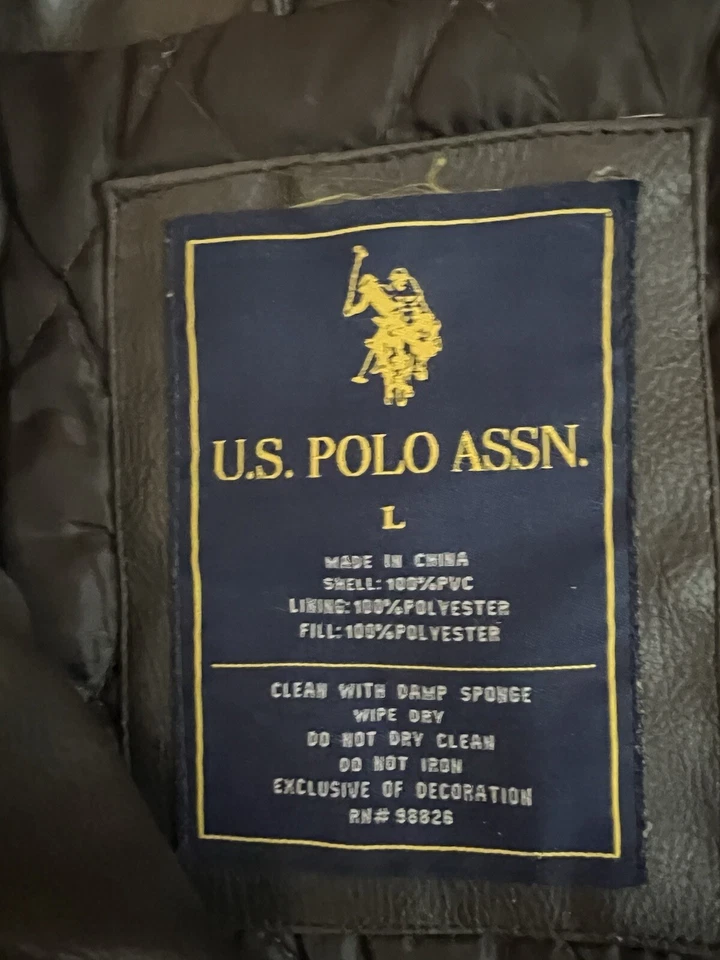 U.S. POLO ASSN.
L
MADE IN CHINA
SHELL: 100%PVC
LINING: 100%POLYESTER
FILL: 100%POLYESTER
CLEAN WITH DAMP SPONGE
WIPE DRY
DO NOT DRY CLEAN
DO NOT IRON
EXCLUSIVE OF DECORATION
RN# 98826